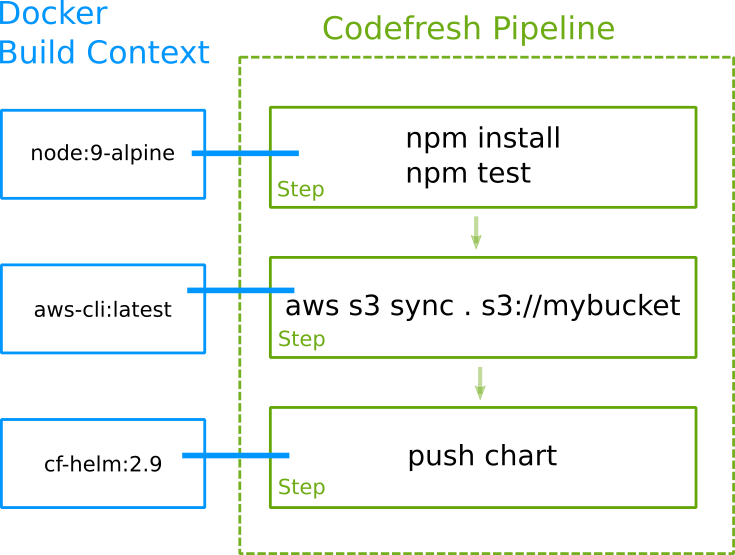 Docker
Build Context
Codefresh Pipeline
node:9-alpine
npm install
npm test
Step
aws-cli:latest
aws s3 sync . s3://mybucket
Step
cf-helm:2.9
push chart
Step